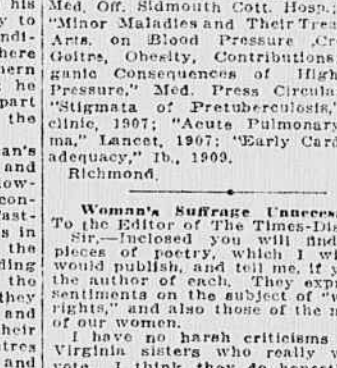 his
y to
ndi-
here
hern
he
part
the
an's
and
low-
con-
ast-
s in
the
ding
the
they
and
heir
tres
and
Med. Off. Sidmouth Cott. Hosp.;
"Minor Maladies and Their Trea
Arts. on Blood Pressure Cr
Goitre, Obesity, Contributions
ganic Consequences of High
Pressure," Med. Press Circula
"Stigmata of Pretuberculosis,"
clinic, 1907; "Acute Pulmonary
ma," Lancet, 1907; "Early Card
adequacy," Ib., 1909.
Richmond.
Woman's Suffrage Unneces
To the Editor of The Times-Dis
Sir,—Inclosed you will find
pieces of poetry, which I wi
would publish, and tell me, if y
the author of each. They exp
sentiments on the subject of "w
rights," and also those of the m
of our women.
I have no harsh criticisms
Virginia sisters who really w
vote. I think they do honest